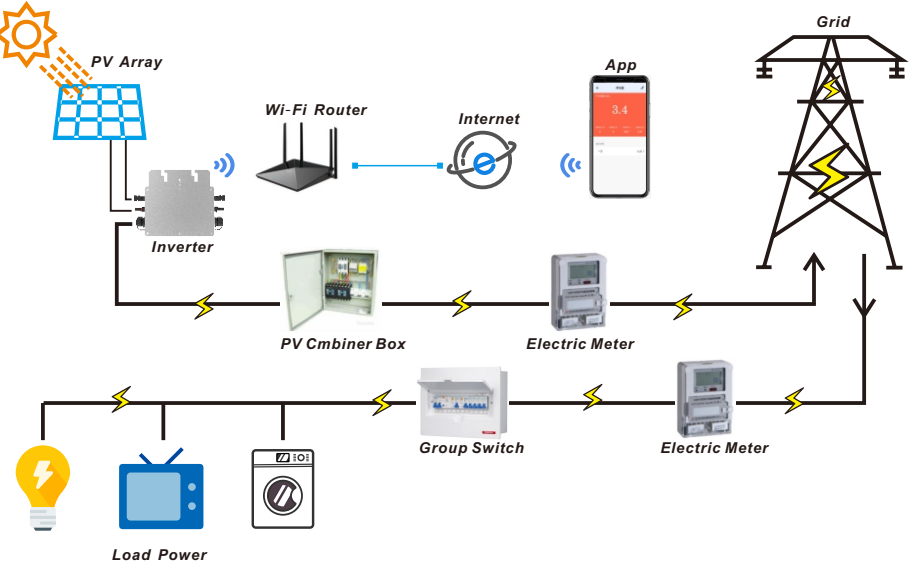 Grid
PV Array
App
Wi-Fi Router
Internet
3.4
Inverter
PV Cmbiner Box
Electric Meter
Group Switch
Electric Meter
Load Power